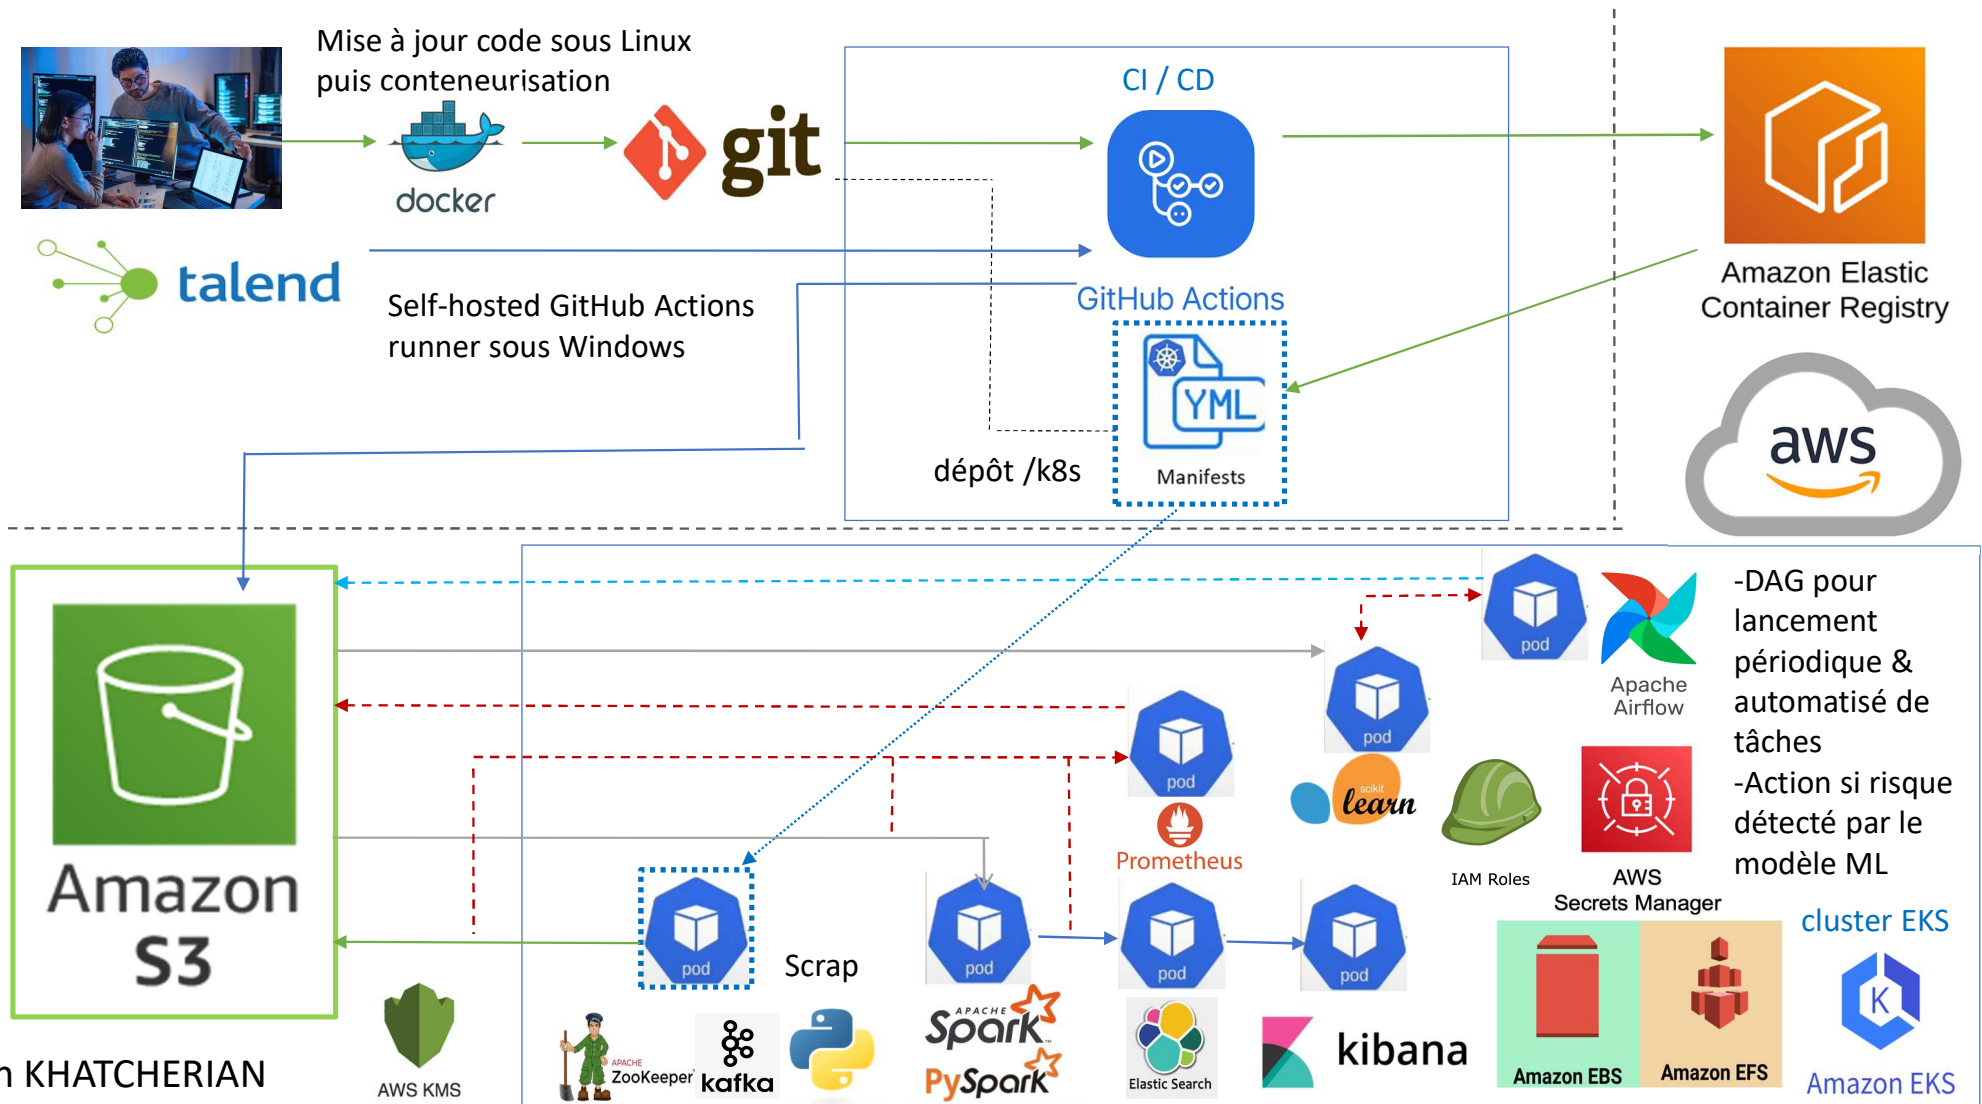 Mise à jour code sous Linux
puis conteneurisation
docker
git
CI / CD
GitHub Actions
talend
Self-hosted GitHub Actions
runner sous Windows
YML
Manifests
dépôt /k8s
Amazon Elastic
Container Registry
aws
Amazon
S3
pod
Apache
Airflow
-DAG pour
lancement
périodique &
automatisé de
tâches
-Action si risque
détecté par le
modèle ML
pod
scikit
learn
pod
Prometheus
IAM Roles
AWS
Secrets Manager
cluster EKS
pod
Scrap
pod
pod
pod
KHATCHERIAN
AWS KMS
APACHE
ZooKeeper
kafka
APACHE
Spark
PySpark
Elastic Search
kibana
Amazon EBS
Amazon EFS
K
Amazon EKS